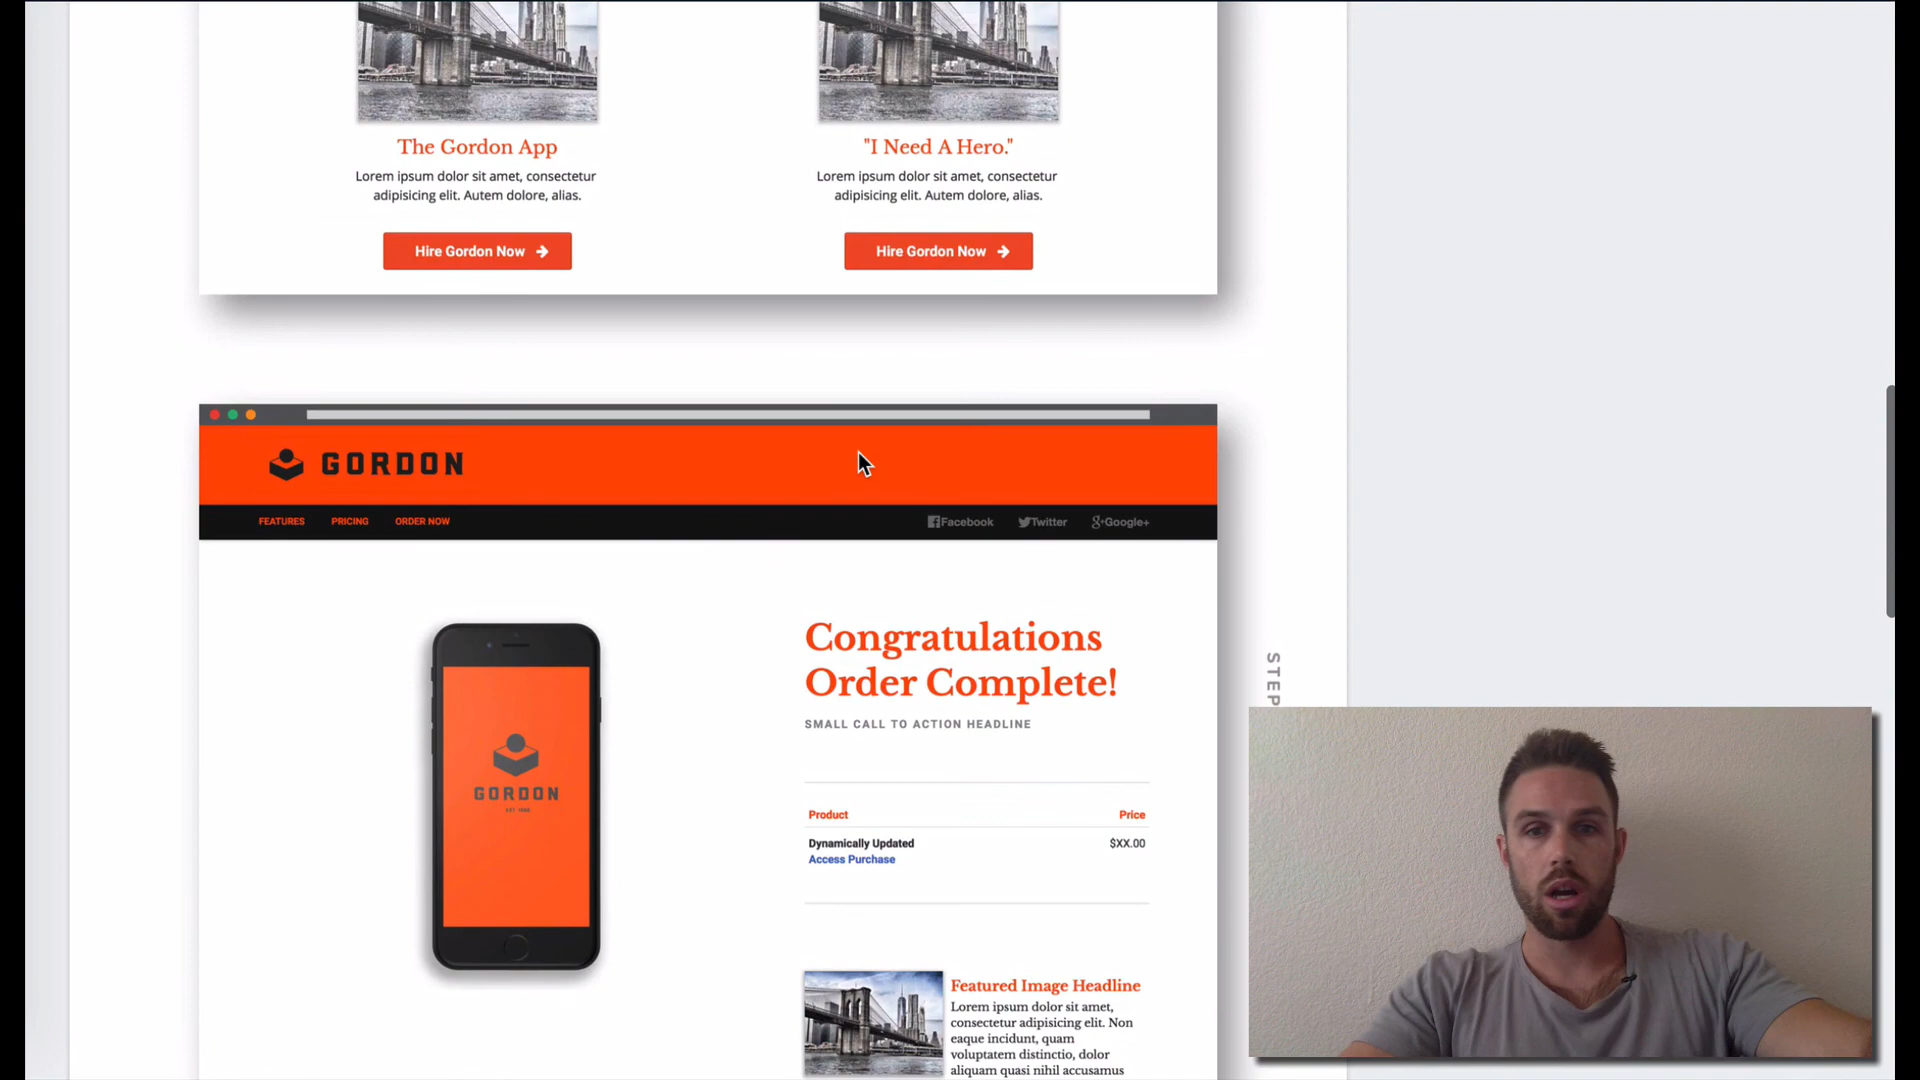 The Gordon App
Lorem ipsum dolor sit amet, consectetur
adipisicing elit. Autem dolore, alias.
Hire Gordon Now
"I Need A Hero."
Lorem ipsum dolor sit amet, consectetur
adipisicing elit. Autem dolore, alias.
Hire Gordon Now
GORDON
FEATURES PRICING ORDER NOW
Facebook Twitter Google+
GORDON
EST 1986
Congratulations
Order Complete!
SMALL CALL TO ACTION HEADLINE
Product Price
Dynamically Updated $XX.00
Access Purchase
Featured Image Headline
Lorem ipsum dolor sit amet,
consectetur adipisicing elit. Non
eaque incidunt, quam
voluptatem distinctio, dolor
aliquam quasi nihil accusamus
STEP